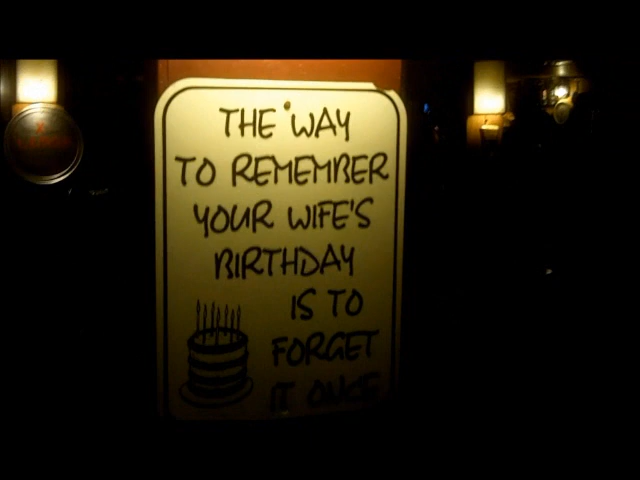 THE WAY
TO REMEMBER
YOUR WIFE'S
BIRTHDAY
IS TO
FORGET
IT ONCE